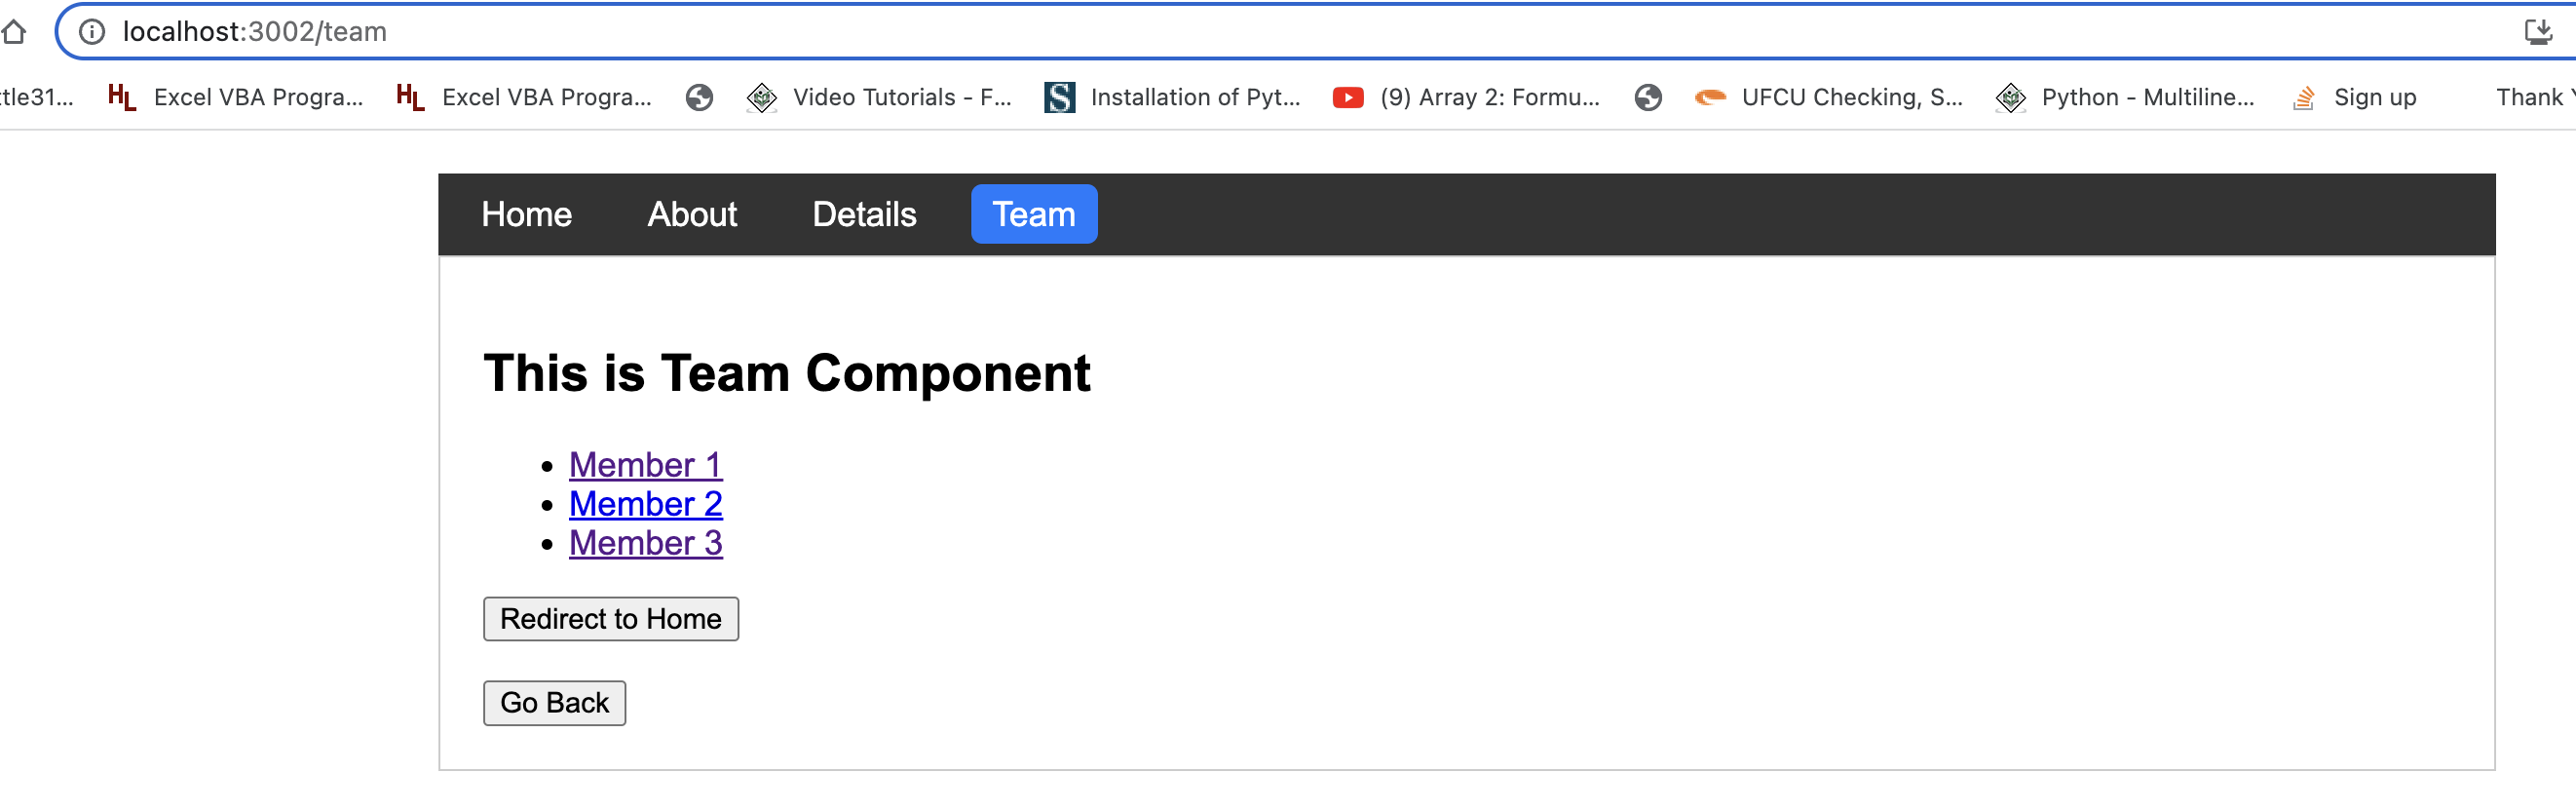 localhost:3002/team
tle31... HL Excel VBA Progra... HL Excel VBA Progra... Video Tutorials - F... S Installation of Pyt... (9) Array 2: Formu... UFCU Checking, S... Python - Multiline... Sign up Thank
Home About Details Team
This is Team Component
Member 1
Member 2
Member 3
Redirect to Home
Go Back